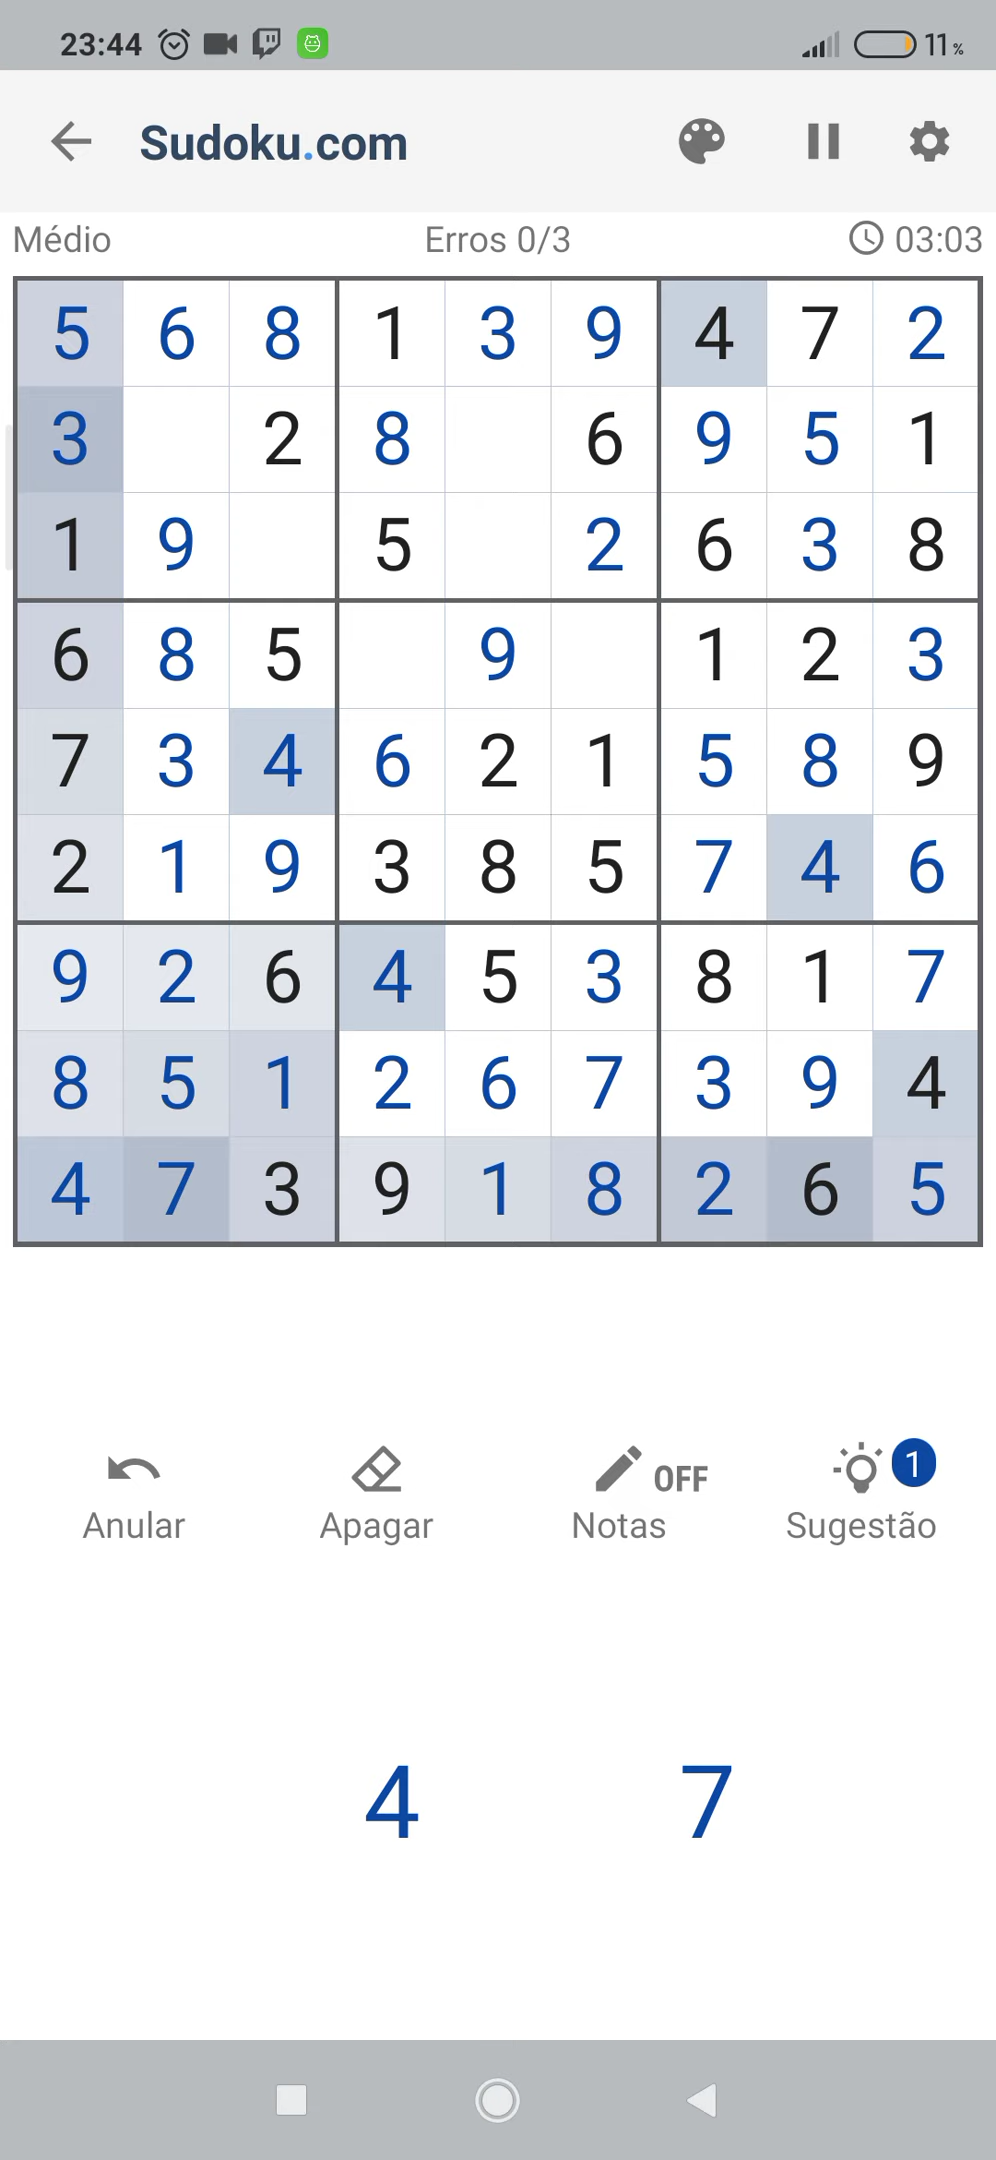 23:44 11 %
Sudoku.com
Médio Erros 0/3 03:03
5 6 8 1 3 9 4 7 2
3 2 8 6 9 5 1
1 9 5 2 6 3 8
6 8 5 9 1 2 3
7 3 4 6 2 1 5 8 9
2 1 9 3 8 5 7 4 6
9 2 6 4 5 3 8 1 7
8 5 1 2 6 7 3 9 4
4 7 3 9 1 8 2 6 5
OFF 1
Anular Apagar Notas Sugestão
4 7